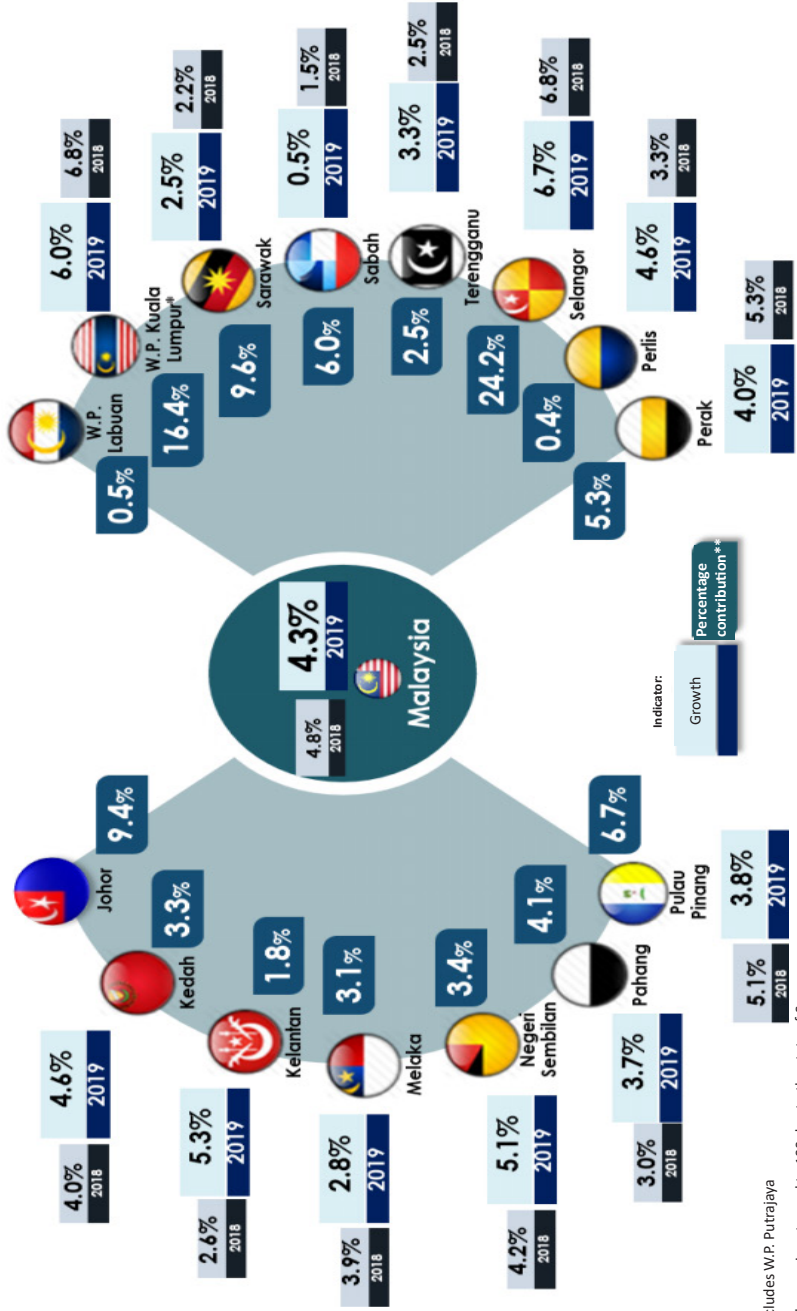 Johor
9.4%
4.0%
2018
4.6%
2019
Kedah
3.3%
2.6%
2018
5.3%
2019
Kelantan
1.8%
3.9%
2018
2.8%
2019
Melaka
3.1%
4.2%
2018
5.1%
2019
Negeri
Sembilan
3.4%
3.0%
2018
3.7%
2019
Pahang
4.1%
5.1%
2018
3.8%
2019
Pulau
Pinang
6.7%
4.8%
2018
4.3%
2019
Malaysia
W.P.
Labuan
0.5%
W.P. Kuala
Lumpur*
16.4%
6.0%
2019
6.8%
2018
Sarawak
9.6%
2.5%
2019
2.2%
2018
Sabah
6.0%
0.5%
2019
1.5%
2018
Terengganu
2.5%
3.3%
2019
2.5%
2018
Selangor
24.2%
6.7%
2019
6.8%
2018
Perlis
0.4%
4.6%
2019
3.3%
2018
Perak
5.3%
4.0%
2019
5.3%
2018
Indicator:
Growth
Percentage
contribution**
cludes W.P. Putrajaya